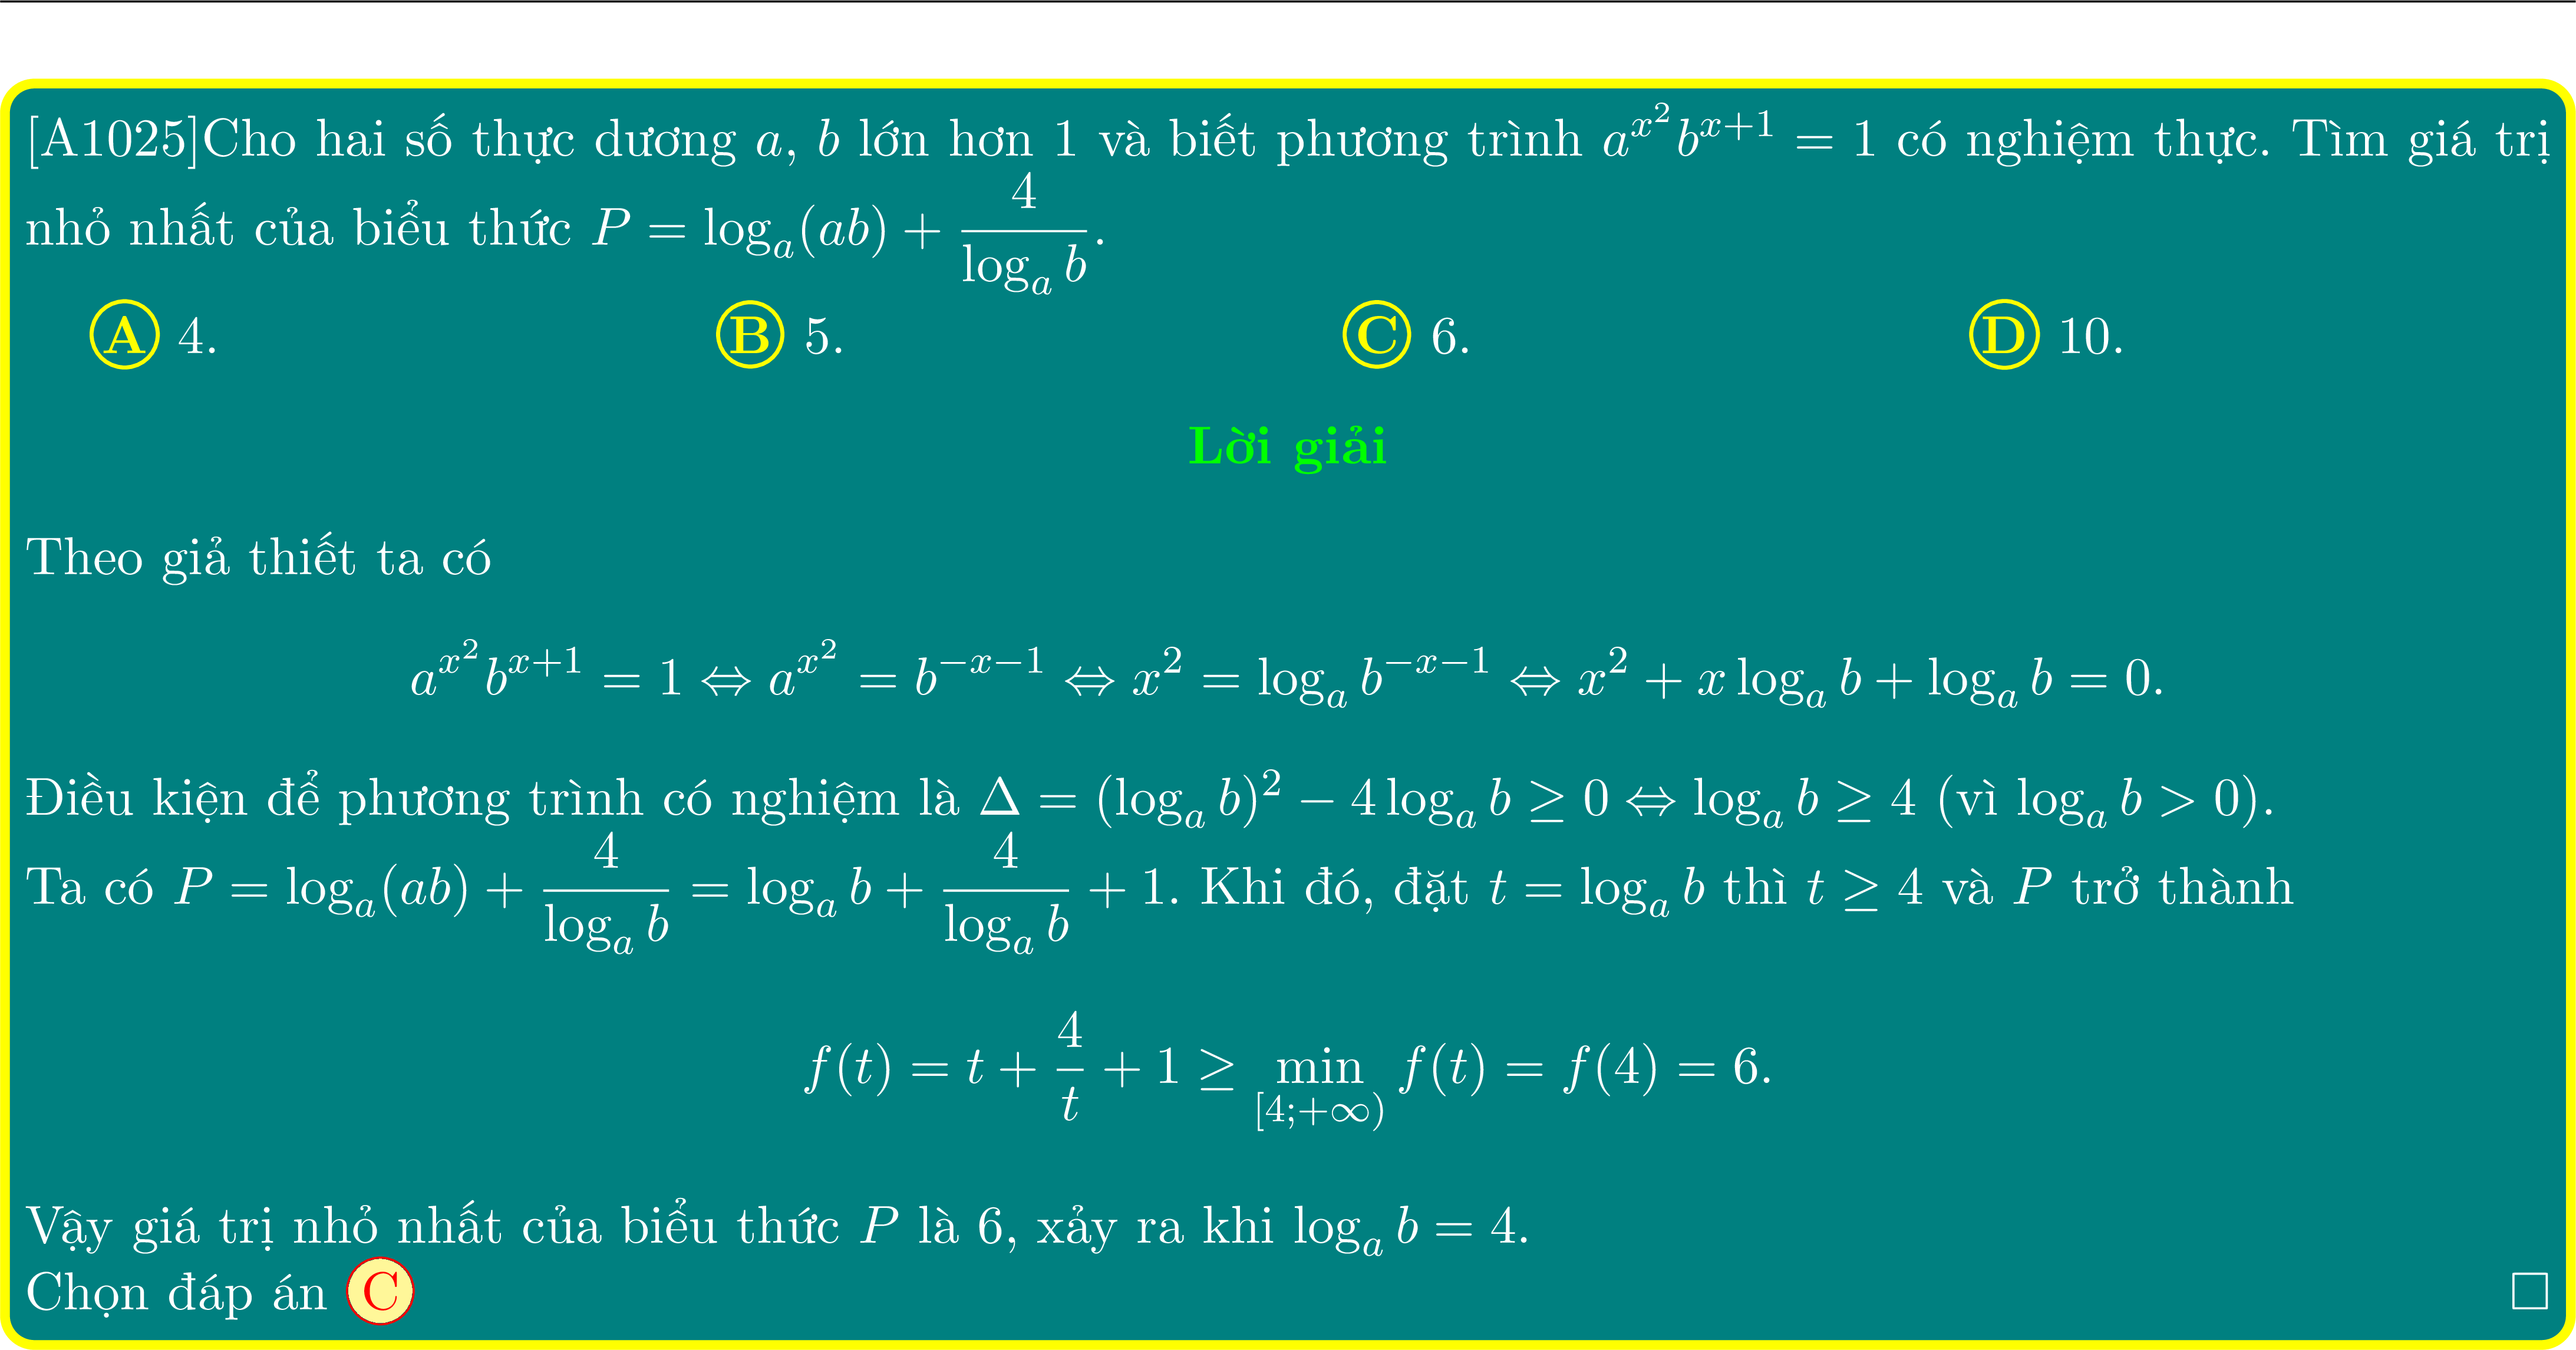 [A1025]Cho hai số thực dương a, b lớn hơn 1 và biết phương trình $a^{x^2}b^{x+1} = 1$ có nghiệm thực. Tìm giá trị
nhỏ nhất của biểu thức $P = \log_a(ab) + \dfrac{4}{\log_a b}$.
A 4. B 5. C 6. D 10.
Lời giải
Theo giả thiết ta có
$a^{x^2}b^{x+1} = 1 \Leftrightarrow a^{x^2} = b^{-x-1} \Leftrightarrow x^2 = \log_a b^{-x-1} \Leftrightarrow x^2 + x\log_a b + \log_a b = 0.$
Điều kiện để phương trình có nghiệm là $\Delta = (\log_a b)^2 - 4\log_a b \geq 0 \Leftrightarrow \log_a b \geq 4$ (vì $\log_a b > 0$).
Ta có $P = \log_a(ab) + \dfrac{4}{\log_a b} = \log_a b + \dfrac{4}{\log_a b} + 1$. Khi đó, đặt $t = \log_a b$ thì $t \geq 4$ và $P$ trở thành
$f(t) = t + \dfrac{4}{t} + 1 \geq \min_{[4;+\infty)} f(t) = f(4) = 6.$
Vậy giá trị nhỏ nhất của biểu thức $P$ là 6, xảy ra khi $\log_a b = 4$.
Chọn đáp án C □